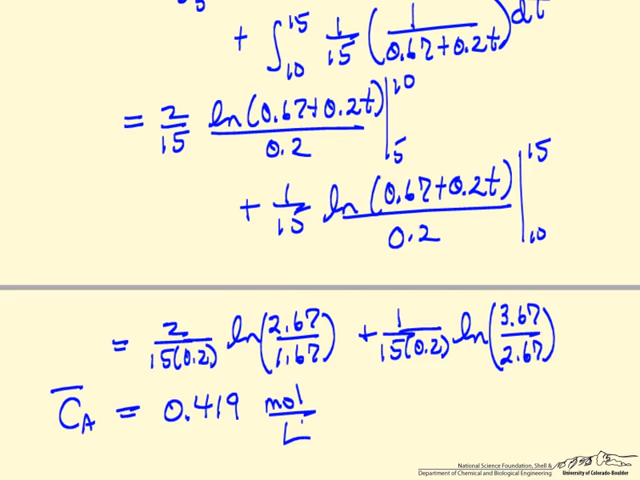 5
+ ∫₁₀¹⁵ 1/15 (1/(0.67+0.2t)) dt
= 2/15 ln(0.67+0.2t)/0.2 |₅¹⁰
+ 1/15 ln(0.67+0.2t)/0.2 |₁₀¹⁵
= 2/15(0.2) ln(2.67/1.67) + 1/15(0.2) ln(3.67/2.67)
C̄_A = 0.419 mol/L
National Science Foundation, Shell &
Department of Chemical and Biological Engineering
University of Colorado-Boulder